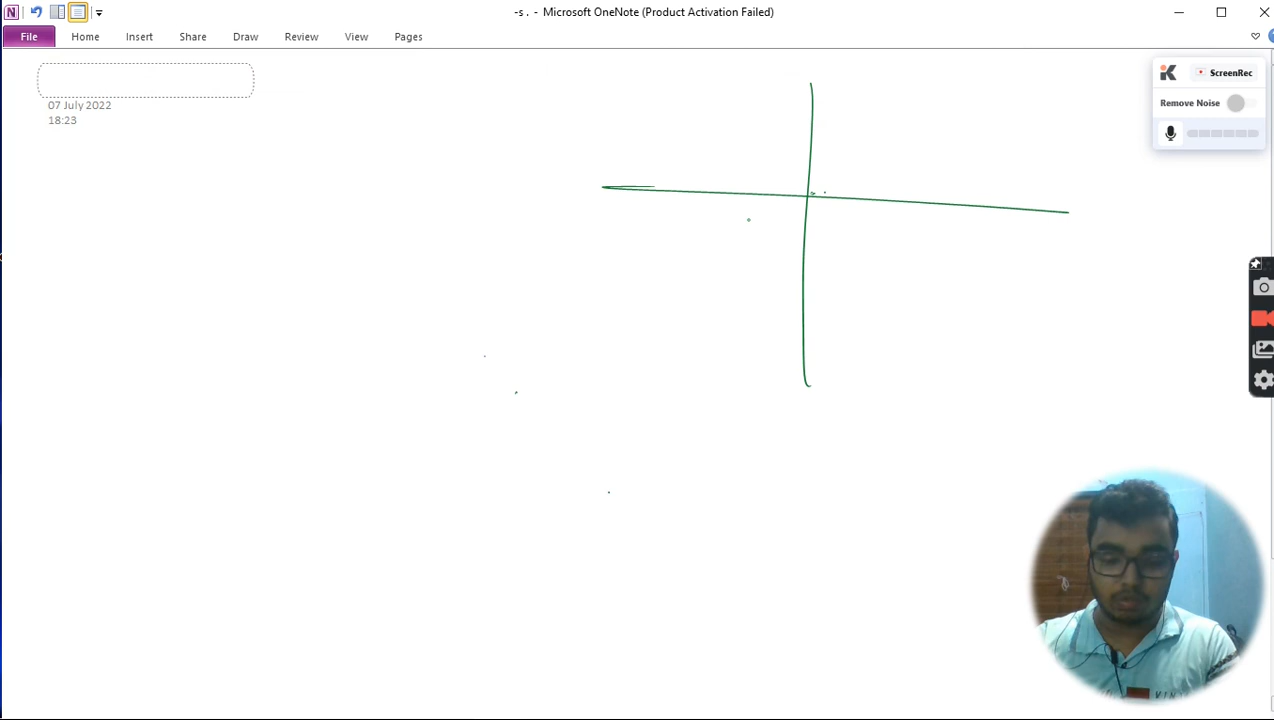 -s . - Microsoft OneNote (Product Activation Failed)
File Home Insert Share Draw Review View Pages
ScreenRec
Remove Noise
07 July 2022
18:23